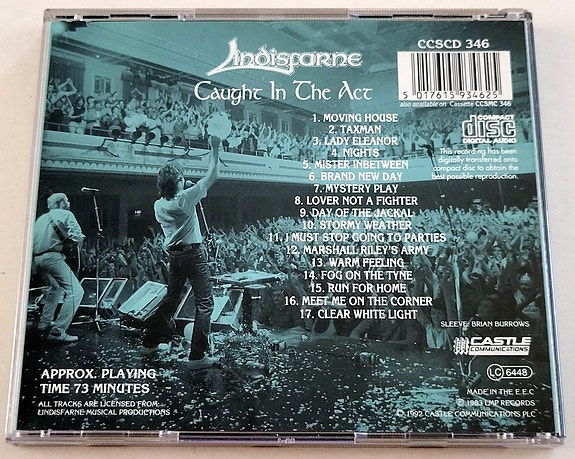 Lindisfarne
Caught In The Act
CCSCD 346
5 017615 934625
also available on Cassette CCSMC 346
COMPACT
disc
DIGITAL AUDIO
This recording has been
digitally transferred onto
compact disc to obtain the
best possible reproduction.
1. MOVING HOUSE
2. TAXMAN
3. LADY ELEANOR
4. NIGHTS
5. MISTER INBETWEEN
6. BRAND NEW DAY
7. MYSTERY PLAY
8. LOVER NOT A FIGHTER
9. DAY OF THE JACKAL
10. STORMY WEATHER
11. I MUST STOP GOING TO PARTIES
12. MARSHALL RILEY'S ARMY
13. WARM FEELING
14. FOG ON THE TYNE
15. RUN FOR HOME
16. MEET ME ON THE CORNER
17. CLEAR WHITE LIGHT
SLEEVE: BRIAN BURROWS
CASTLE
COMMUNICATIONS
LC 6448
APPROX. PLAYING
TIME 73 MINUTES
ALL TRACKS ARE LICENSED FROM
LINDISFARNE MUSICAL PRODUCTIONS
MADE IN THE E.E.C
℗ 1983 LMP RECORDS
© 1992 CASTLE COMMUNICATIONS PLC